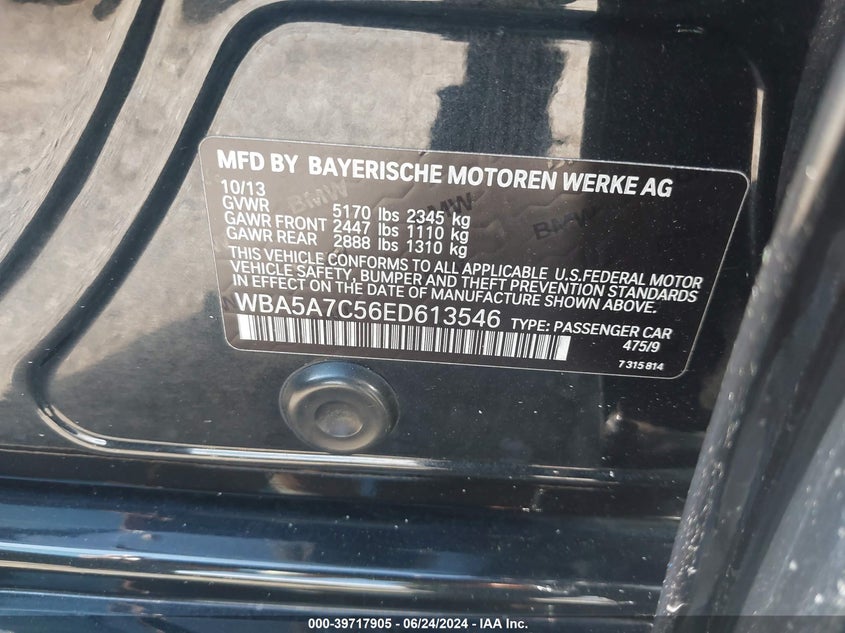 MFD BY BAYERISCHE MOTOREN WERKE AG
10/13
GVWR 5170 lbs 2345 kg
GAWR FRONT 2447 lbs 1110 kg
GAWR REAR 2888 lbs 1310 kg
THIS VEHICLE CONFORMS TO ALL APPLICABLE U.S.FEDERAL MOTOR
VEHICLE SAFETY, BUMPER AND THEFT PREVENTION STANDARDS
IN EFFECT ON THE DATE OF MANUFACTURE SHOWN ABOVE.
WBA5A7C56ED613546 TYPE: PASSENGER CAR
475/9
7 315 814
BMW BMW BMW
000-39717905 - 06/24/2024 - IAA Inc.